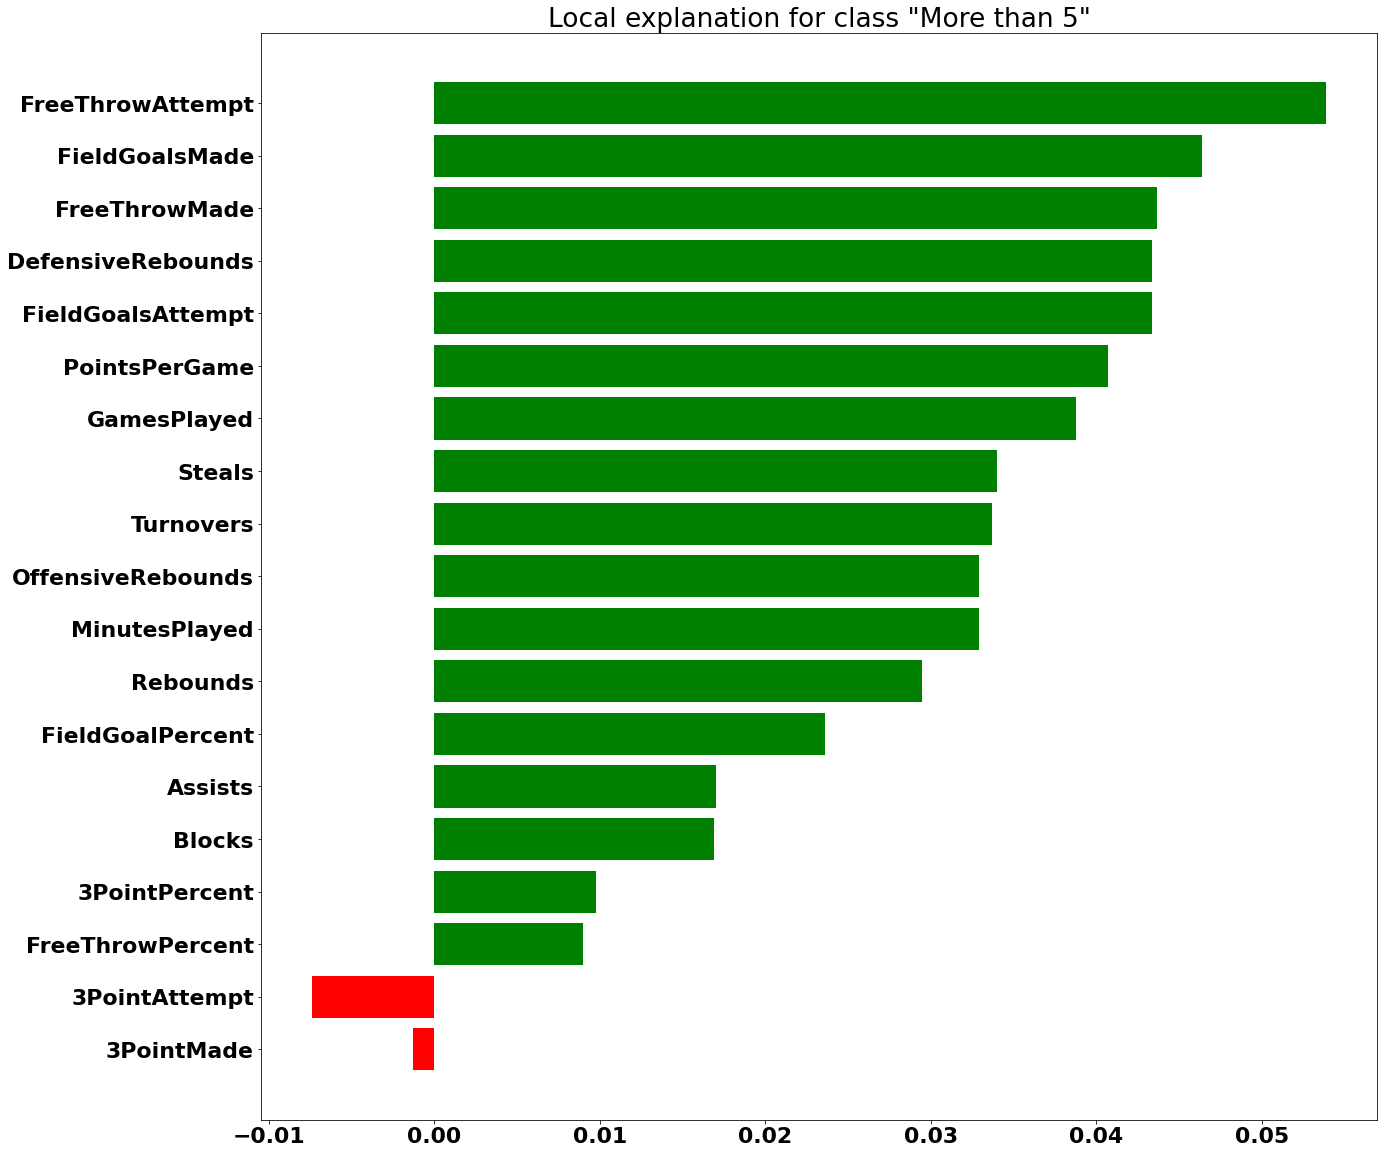 Local explanation for class "More than 5"
FreeThrowAttempt
FieldGoalsMade
FreeThrowMade
DefensiveRebounds
FieldGoalsAttempt
PointsPerGame
GamesPlayed
Steals
Turnovers
OffensiveRebounds
MinutesPlayed
Rebounds
FieldGoalPercent
Assists
Blocks
3PointPercent
FreeThrowPercent
3PointAttempt
3PointMade
−0.01 0.00 0.01 0.02 0.03 0.04 0.05